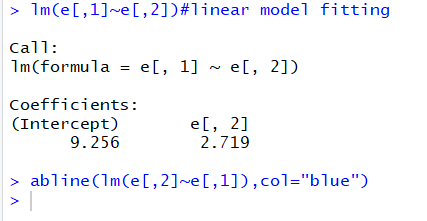 > lm(e[,1]~e[,2])#linear model fitting
Call:
lm(formula = e[, 1] ~ e[, 2])
Coefficients:
(Intercept)       e[, 2]
      9.256        2.719
> abline(lm(e[,2]~e[,1]),col="blue")
>